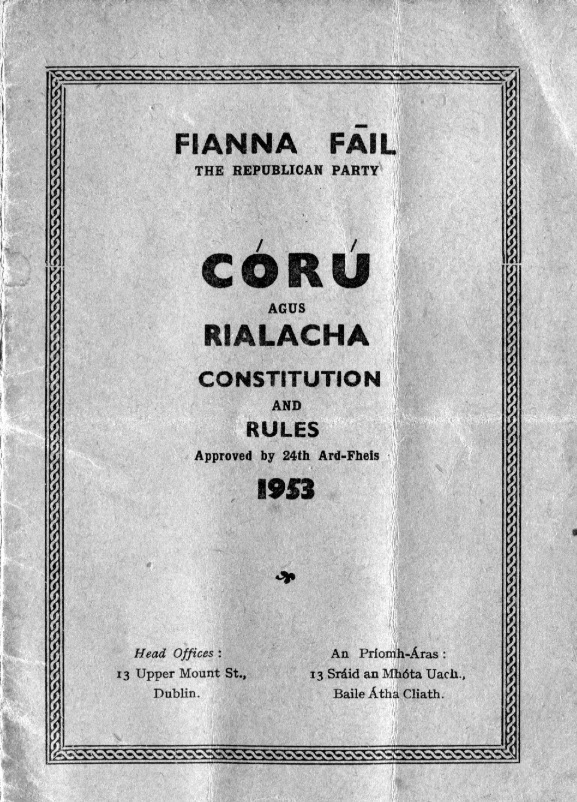 FIANNA FĀIL
THE REPUBLICAN PARTY
CÓRÚ
AGUS
RIALACHA
CONSTITUTION
AND
RULES
Approved by 24th Ard-Fheis
1953
Head Offices :
13 Upper Mount St.,
Dublin.
An Príomh-Áras :
13 Sráid an Mhóta Uach.,
Baile Átha Cliath.